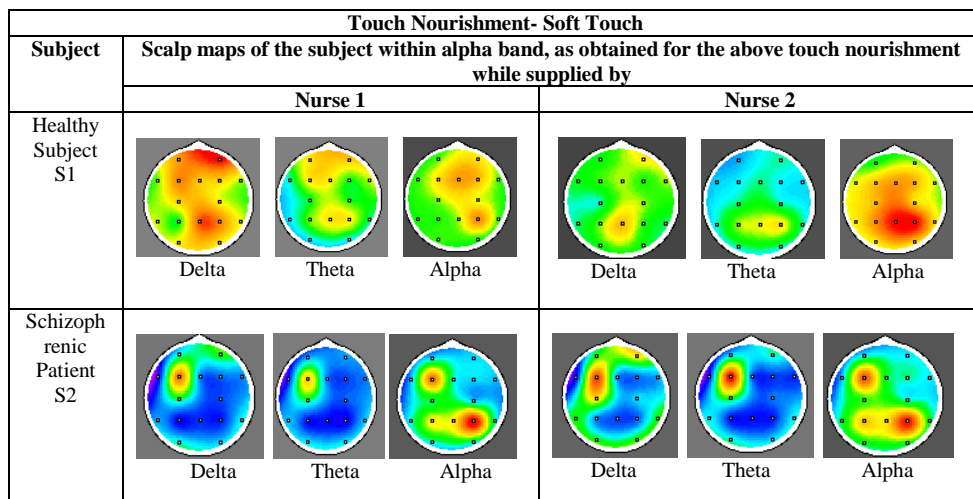 Touch Nourishment- Soft Touch
Subject
Scalp maps of the subject within alpha band, as obtained for the above touch nourishment
while supplied by
Nurse 1
Nurse 2
Healthy
Subject
S1
Delta
Theta
Alpha
Delta
Theta
Alpha
Schizoph
renic
Patient
S2
Delta
Theta
Alpha
Delta
Theta
Alpha